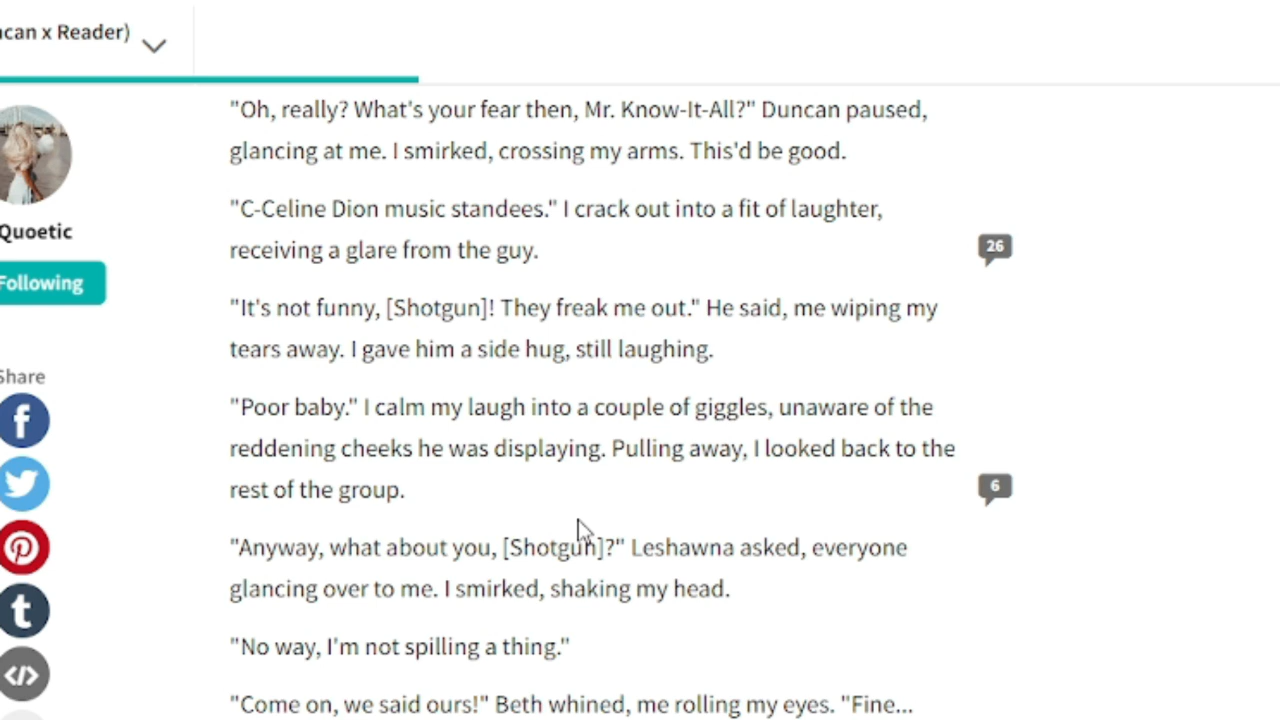 ncan x Reader)
"Oh, really? What's your fear then, Mr. Know-It-All?" Duncan paused,
glancing at me. I smirked, crossing my arms. This'd be good.
"C-Celine Dion music standees." I crack out into a fit of laughter,
receiving a glare from the guy.
26
"It's not funny, [Shotgun]! They freak me out." He said, me wiping my
tears away. I gave him a side hug, still laughing.
"Poor baby." I calm my laugh into a couple of giggles, unaware of the
reddening cheeks he was displaying. Pulling away, I looked back to the
rest of the group.
6
"Anyway, what about you, [Shotgun]?" Leshawna asked, everyone
glancing over to me. I smirked, shaking my head.
"No way, I'm not spilling a thing."
"Come on, we said ours!" Beth whined, me rolling my eyes. "Fine...
Quoetic
Following
Share